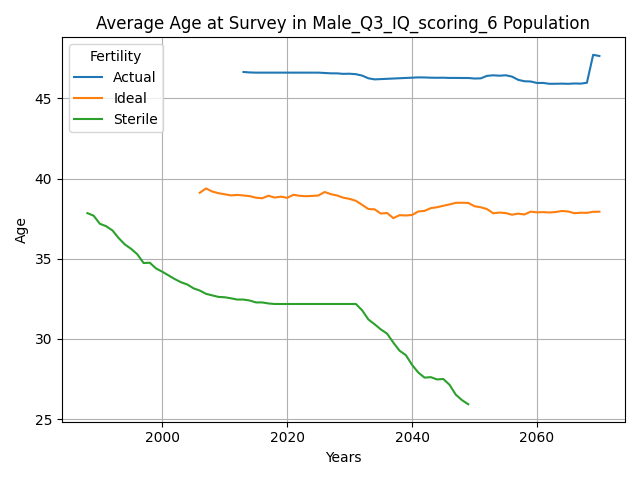 Average Age at Survey in Male_Q3_IQ_scoring_6 Population
Fertility
Actual
Ideal
Sterile
45
40
35
30
25
Age
2000
2020
2040
2060
Years